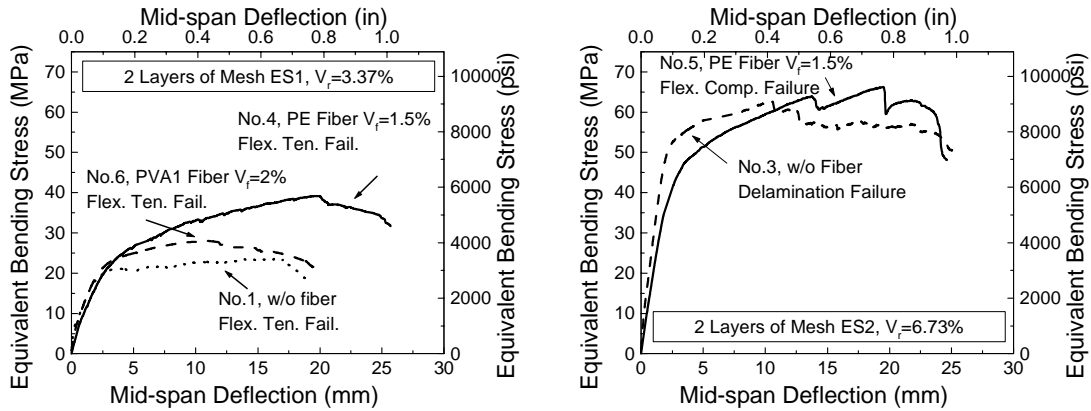 Mid-span Deflection (in)
0.0 0.2 0.4 0.6 0.8 1.0
Equivalent Bending Stress (MPa)
70
60
50
40
30
20
10
0
2 Layers of Mesh ES1, Vr=3.37%
No.4, PE Fiber Vf=1.5%
Flex. Ten. Fail.
No.6, PVA1 Fiber Vf=2%
Flex. Ten. Fail.
No.1, w/o fiber
Flex. Ten. Fail.
10000
8000
6000
4000
2000
0
Equivalent Bending Stress (psi)
0 5 10 15 20 25 30
Mid-span Deflection (mm)
Mid-span Deflection (in)
0.0 0.2 0.4 0.6 0.8 1.0
Equivalent Bending Stress (MPa)
70
60
50
40
30
20
10
0
No.5, PE Fiber Vf=1.5%
Flex. Comp. Failure
No.3, w/o Fiber
Delamination Failure
2 Layers of Mesh ES2, Vr=6.73%
10000
8000
6000
4000
2000
0
Equivalent Bending Stress (psi)
0 5 10 15 20 25 30
Mid-span Deflection (mm)